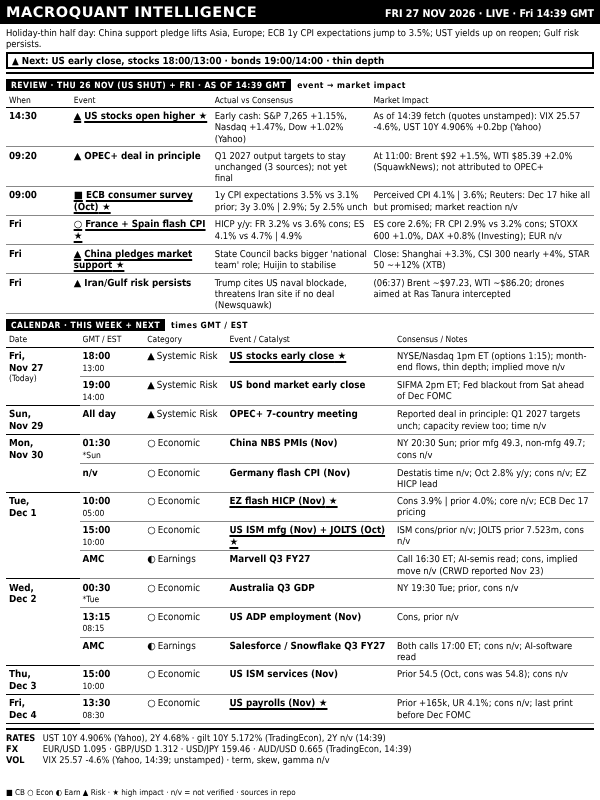 MACROQUANT INTELLIGENCE FRI 27 NOV 2026 · LIVE · Fri 14:39 GMT
Holiday-thin half day: China support pledge lifts Asia, Europe; ECB 1y CPI expectations jump to 3.5%; UST yields up on reopen; Gulf risk
persists.
▲ Next: US early close, stocks 18:00/13:00 · bonds 19:00/14:00 · thin depth
REVIEW · THU 26 NOV (US SHUT) + FRI · AS OF 14:39 GMT event → market impact
When Event Actual vs Consensus Market Impact
14:30 ▲ US stocks open higher ★ Early cash: S&P 7,265 +1.15%, As of 14:39 fetch (quotes unstamped): VIX 25.57
Nasdaq +1.47%, Dow +1.02% -4.6%, UST 10Y 4.906% +0.2bp (Yahoo)
(Yahoo)
09:20 ▲ OPEC+ deal in principle Q1 2027 output targets to stay At 11:00: Brent $92 +1.5%, WTI $85.39 +2.0%
unchanged (3 sources); not yet (SquawkNews); not attributed to OPEC+
final
09:00 ■ ECB consumer survey 1y CPI expectations 3.5% vs 3.1% Perceived CPI 4.1% | 3.6%; Reuters: Dec 17 hike all
(Oct) ★ prior; 3y 3.0% | 2.9%; 5y 2.5% unch but promised; market reaction n/v
Fri ○ France + Spain flash CPI HICP y/y: FR 3.2% vs 3.6% cons; ES ES core 2.6%; FR CPI 2.9% vs 3.2% cons; STOXX
★ 4.1% vs 4.7% | 4.9% 600 +1.0%, DAX +0.8% (Investing); EUR n/v
Fri ▲ China pledges market State Council backs bigger 'national Close: Shanghai +3.3%, CSI 300 nearly +4%, STAR
support ★ team' role; Huijin to stabilise 50 ~+12% (XTB)
Fri ▲ Iran/Gulf risk persists Trump cites US naval blockade, (06:37) Brent ~$97.23, WTI ~$86.20; drones
threatens Iran site if no deal aimed at Ras Tanura intercepted
(Newsquawk)
CALENDAR · THIS WEEK + NEXT times GMT / EST
Date GMT / EST Category Event / Catalyst Consensus / Notes
Fri, 18:00 ▲ Systemic Risk US stocks early close ★ NYSE/Nasdaq 1pm ET (options 1:15); month-
Nov 27 13:00 end flows, thin depth; implied move n/v
(Today)
19:00 ▲ Systemic Risk US bond market early close SIFMA 2pm ET; Fed blackout from Sat ahead
14:00 of Dec FOMC
Sun, All day ▲ Systemic Risk OPEC+ 7-country meeting Reported deal in principle: Q1 2027 targets
Nov 29 unch; capacity review too; time n/v
Mon, 01:30 ○ Economic China NBS PMIs (Nov) NY 20:30 Sun; prior mfg 49.3, non-mfg 49.7;
Nov 30 *Sun cons n/v
n/v ○ Economic Germany flash CPI (Nov) Destatis time n/v; Oct 2.8% y/y; cons n/v; EZ
HICP lead
Tue, 10:00 ○ Economic EZ flash HICP (Nov) ★ Cons 3.9% | prior 4.0%; core n/v; ECB Dec 17
Dec 1 05:00 pricing
15:00 ○ Economic US ISM mfg (Nov) + JOLTS (Oct) ISM cons/prior n/v; JOLTS prior 7.523m, cons
10:00 ★ n/v
AMC ◐ Earnings Marvell Q3 FY27 Call 16:30 ET; AI-semis read; cons, implied
move n/v (CRWD reported Nov 23)
Wed, 00:30 ○ Economic Australia Q3 GDP NY 19:30 Tue; prior, cons n/v
Dec 2 *Tue
13:15 ○ Economic US ADP employment (Nov) Cons, prior n/v
08:15
AMC ◐ Earnings Salesforce / Snowflake Q3 FY27 Both calls 17:00 ET; cons n/v; AI-software
read
Thu, 15:00 ○ Economic US ISM services (Nov) Prior 54.5 (Oct, cons was 54.8); cons n/v
Dec 3 10:00
Fri, 13:30 ○ Economic US payrolls (Nov) ★ Prior +165k, UR 4.1%; cons n/v; last print
Dec 4 08:30 before Dec FOMC
RATES UST 10Y 4.906% (Yahoo), 2Y 4.68% · gilt 10Y 5.172% (TradingEcon), 2Y n/v (14:39)
FX EUR/USD 1.095 · GBP/USD 1.312 · USD/JPY 159.46 · AUD/USD 0.665 (TradingEcon, 14:39)
VOL VIX 25.57 -4.6% (Yahoo, 14:39; unstamped) · term, skew, gamma n/v
■ CB ○ Econ ◐ Earn ▲ Risk · ★ high impact · n/v = not verified · sources in repo